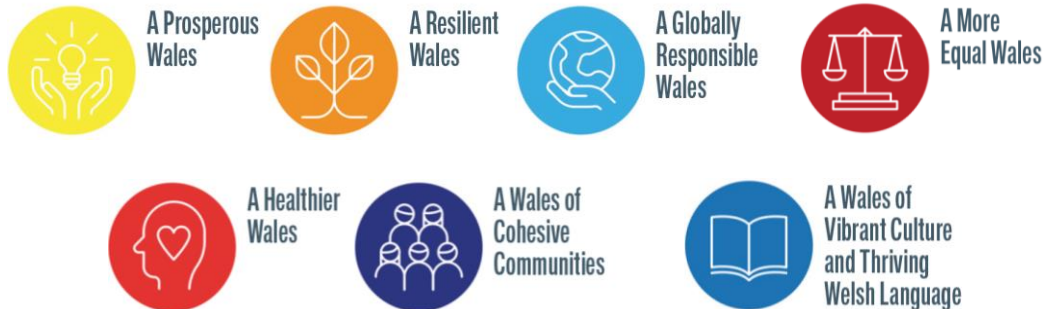 A Prosperous
Wales
A Resilient
Wales
A Globally
Responsible
Wales
A More
Equal Wales
A Healthier
Wales
A Wales of
Cohesive
Communities
A Wales of
Vibrant Culture
and Thriving
Welsh Language